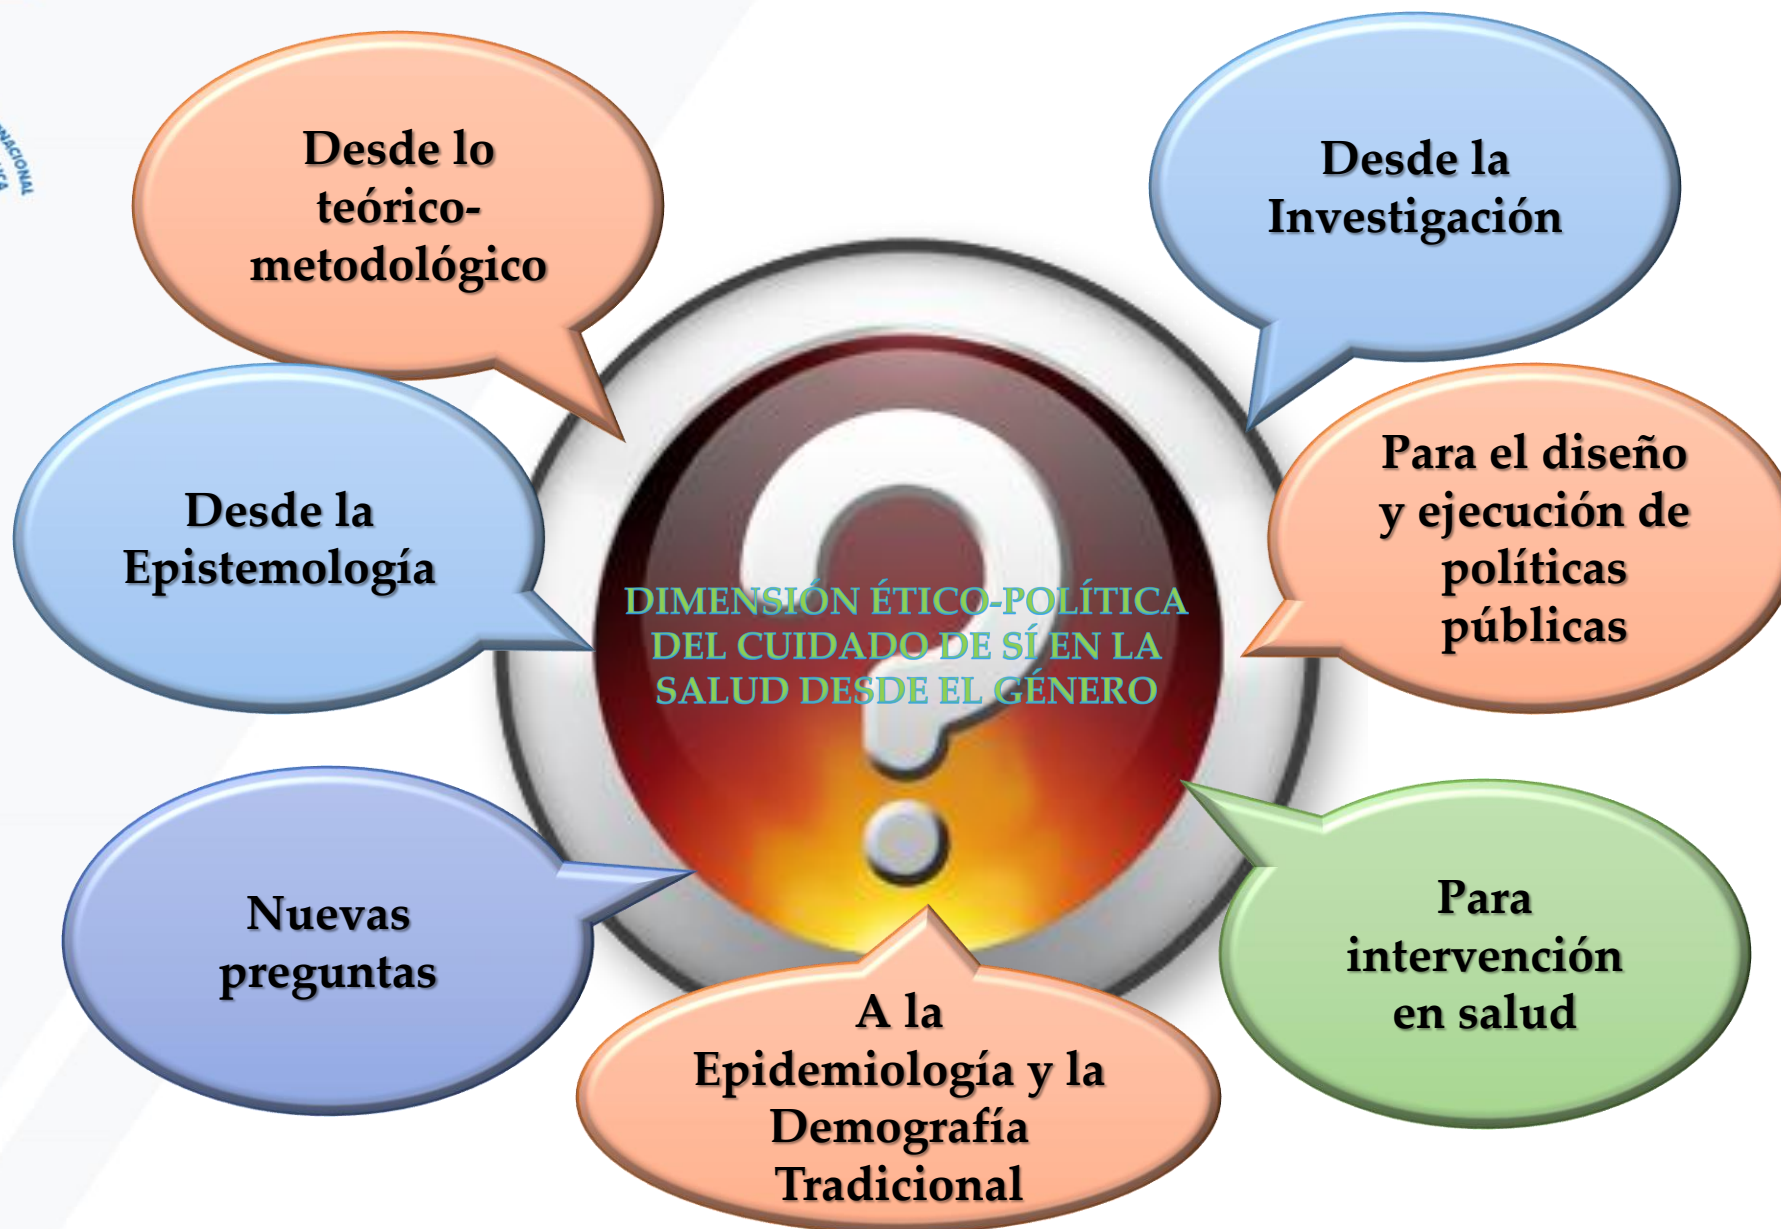 NACIONAL
Desde lo
teórico-
metodológico
Desde la
Investigación
Desde la
Epistemología
Para el diseño
y ejecución de
políticas
públicas
DIMENSIÓN ÉTICO-POLÍTICA
DEL CUIDADO DE SÍ EN LA
SALUD DESDE EL GÉNERO
Nuevas
preguntas
Para
intervención
en salud
A la
Epidemiología y la
Demografía
Tradicional